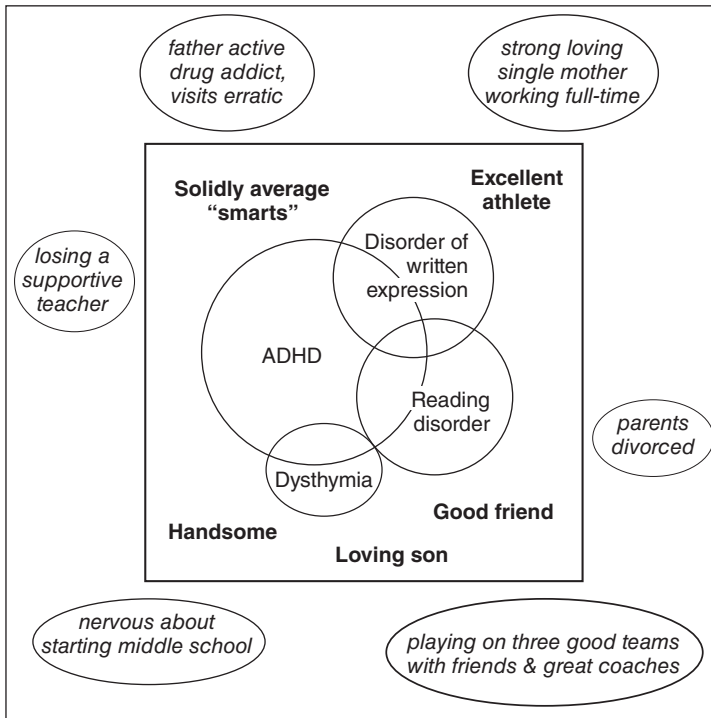 father active
drug addict,
visits erratic
strong loving
single mother
working full-time
Solidly average
“smarts”
Excellent
athlete
losing a
supportive
teacher
Disorder of
written
expression
ADHD
Reading
disorder
parents
divorced
Dysthymia
Good friend
Handsome
Loving son
nervous about
starting middle school
playing on three good teams
with friends & great coaches